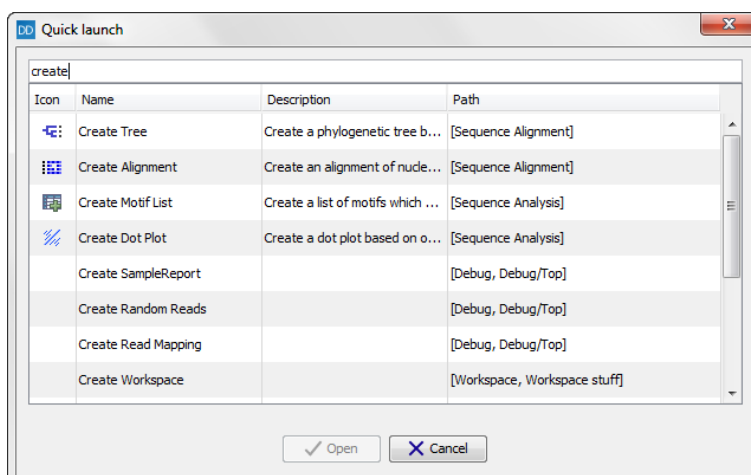 DD Quick launch
create
Icon Name Description Path
Create Tree Create a phylogenetic tree b... [Sequence Alignment]
Create Alignment Create an alignment of nucle... [Sequence Alignment]
Create Motif List Create a list of motifs which ... [Sequence Analysis]
Create Dot Plot Create a dot plot based on o... [Sequence Analysis]
Create SampleReport [Debug, Debug/Top]
Create Random Reads [Debug, Debug/Top]
Create Read Mapping [Debug, Debug/Top]
Create Workspace [Workspace, Workspace stuff]
Open Cancel